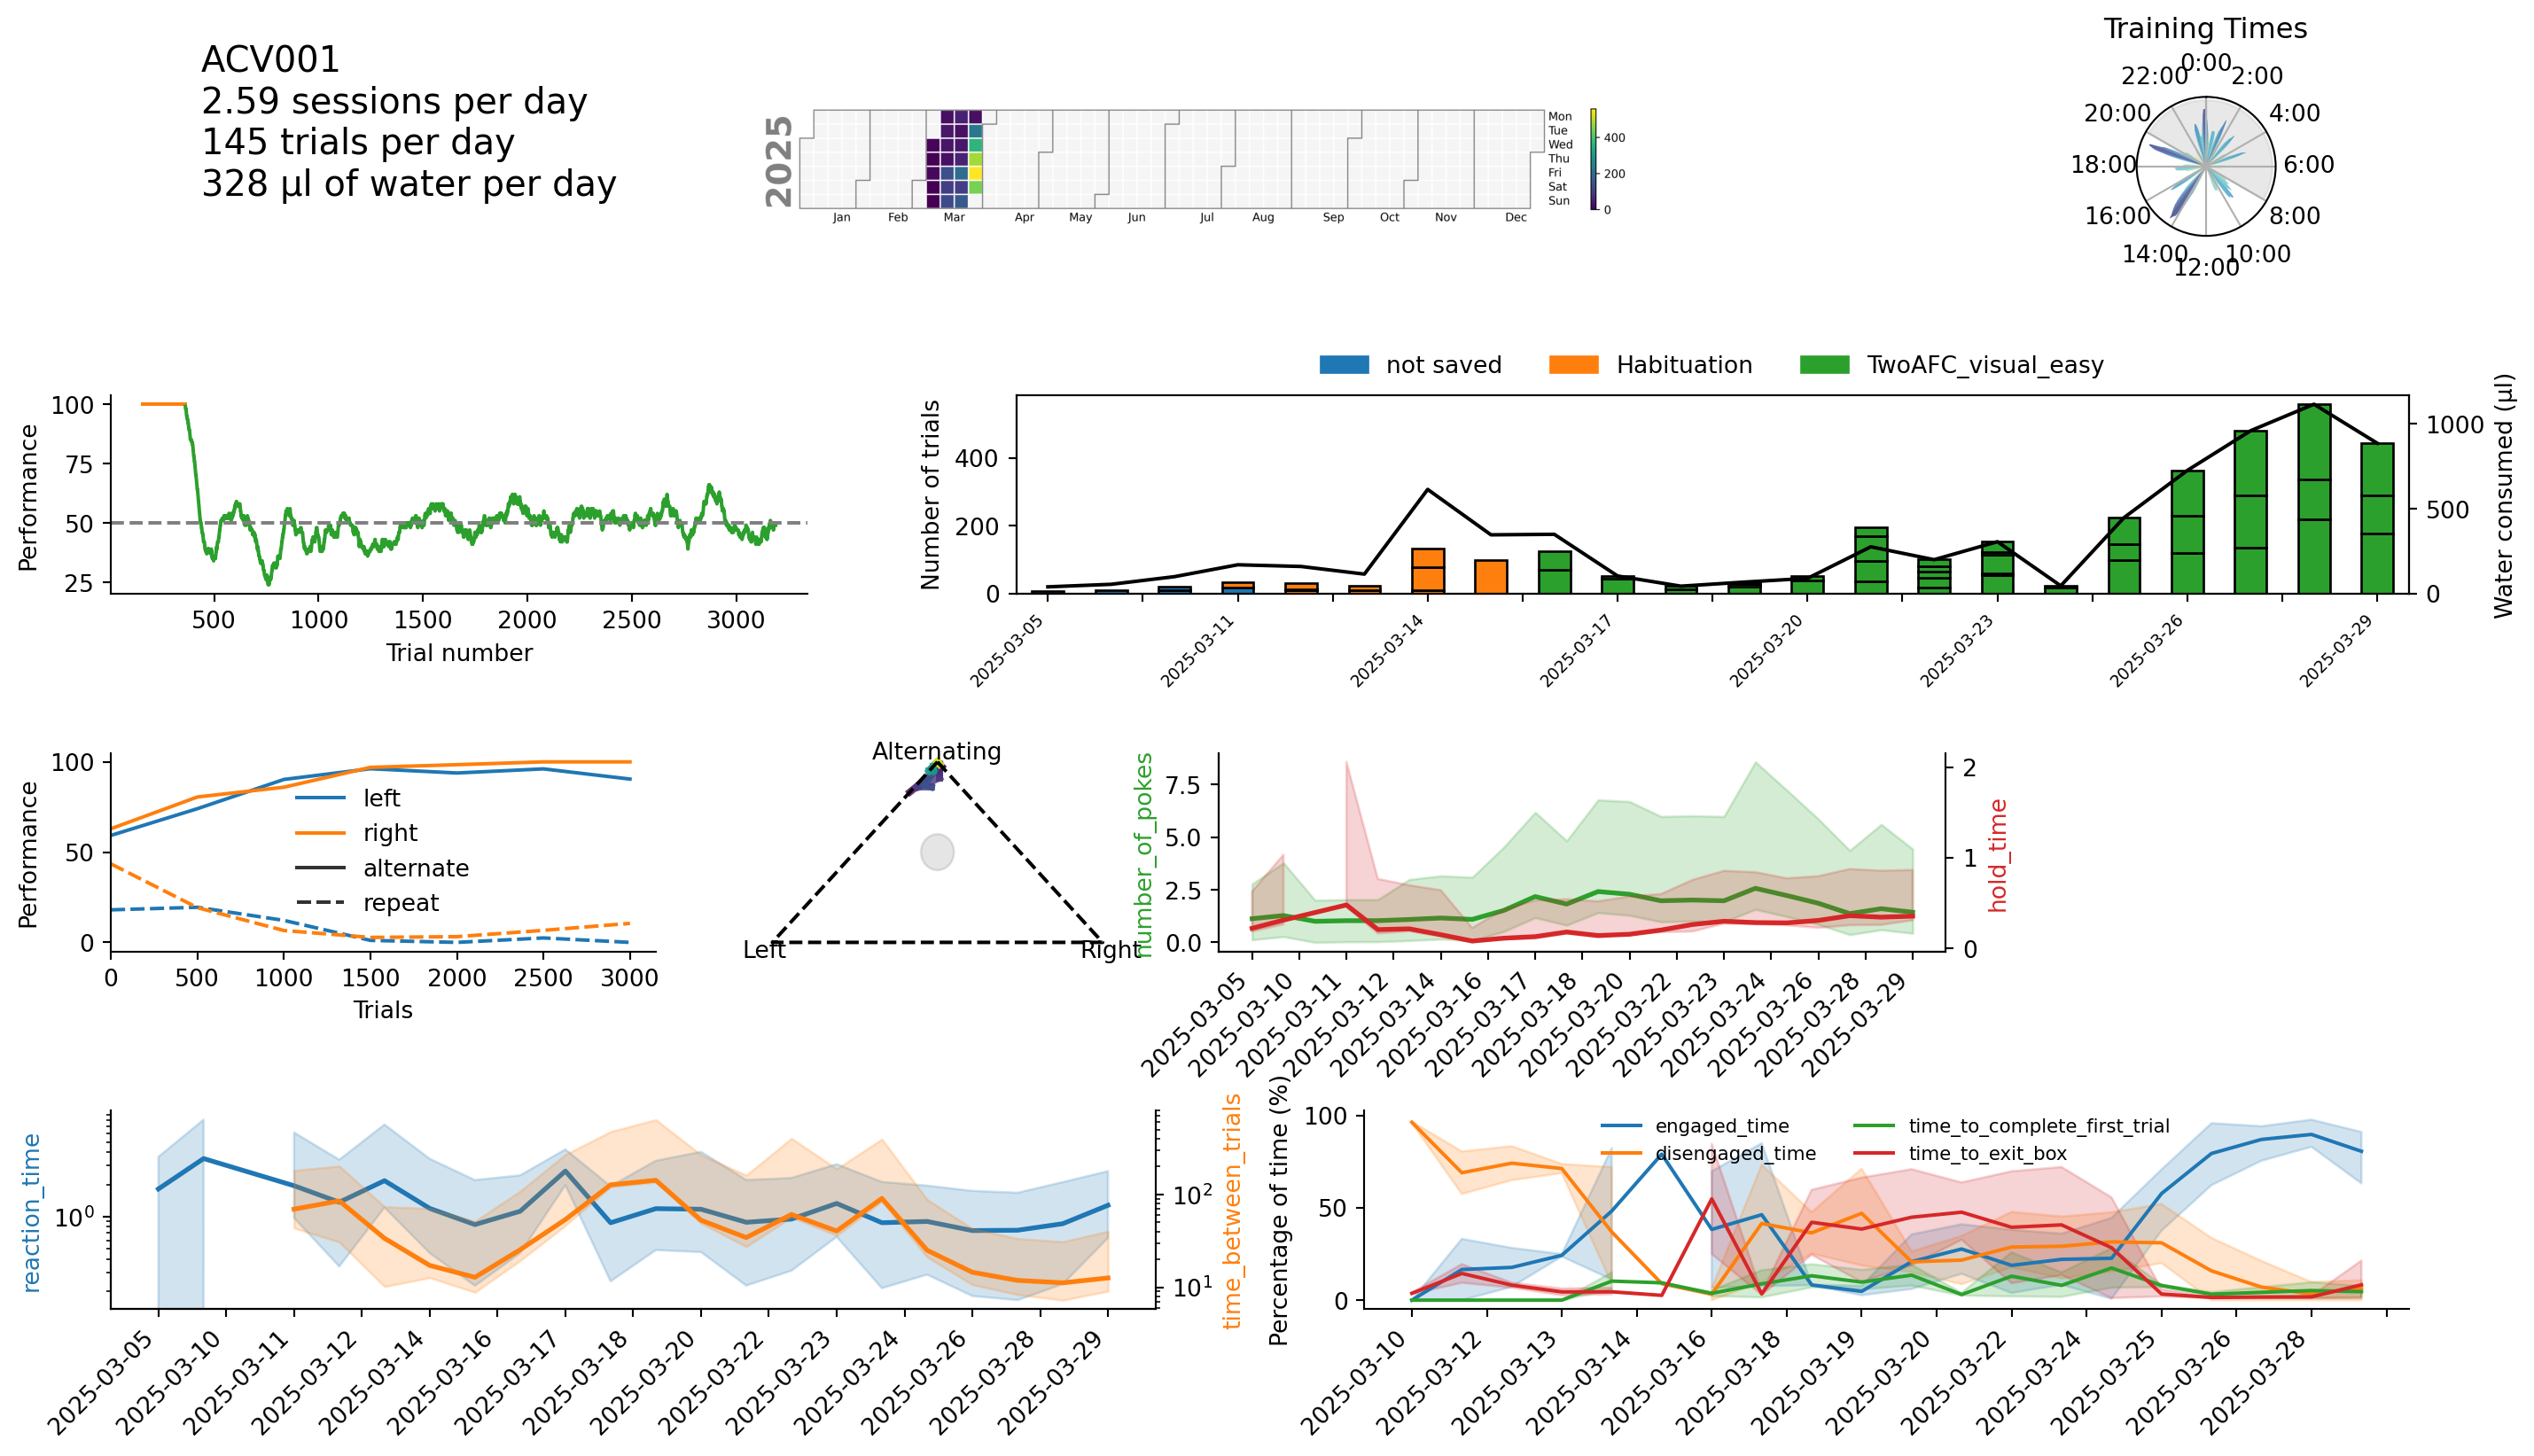 ACV001
2.59 sessions per day
145 trials per day
328 µl of water per day
2025
Jan Feb Mar Apr May Jun Jul Aug Sep Oct Nov Dec
Mon
Tue
Wed
Thu
Fri
Sat
Sun
400
200
0
Training Times
0:00
2:00
4:00
6:00
8:00
10:00
12:00
14:00
16:00
18:00
20:00
22:00
Performance
100
75
50
25
500 1000 1500 2000 2500 3000
Trial number
not saved Habituation TwoAFC_visual_easy
Number of trials
400
200
0
Water consumed (µl)
1000
500
0
2025-03-05 2025-03-11 2025-03-14 2025-03-17 2025-03-20 2025-03-23 2025-03-26 2025-03-29
Performance
100
50
0
left
right
alternate
repeat
0 500 1000 1500 2000 2500 3000
Trials
Alternating
Left
Right
number_of_pokes
7.5
5.0
2.5
0.0
hold_time
2
1
0
2025-03-05 2025-03-10 2025-03-11 2025-03-12 2025-03-14 2025-03-16 2025-03-17 2025-03-18 2025-03-20 2025-03-22 2025-03-23 2025-03-24 2025-03-26 2025-03-28 2025-03-29
reaction_time
10⁰
time_between_trials
10²
10¹
2025-03-05 2025-03-10 2025-03-11 2025-03-12 2025-03-14 2025-03-16 2025-03-17 2025-03-18 2025-03-20 2025-03-22 2025-03-23 2025-03-24 2025-03-26 2025-03-28 2025-03-29
Percentage of time (%)
100
50
0
engaged_time
disengaged_time
time_to_complete_first_trial
time_to_exit_box
2025-03-10 2025-03-12 2025-03-13 2025-03-14 2025-03-16 2025-03-18 2025-03-19 2025-03-20 2025-03-22 2025-03-24 2025-03-25 2025-03-26 2025-03-28